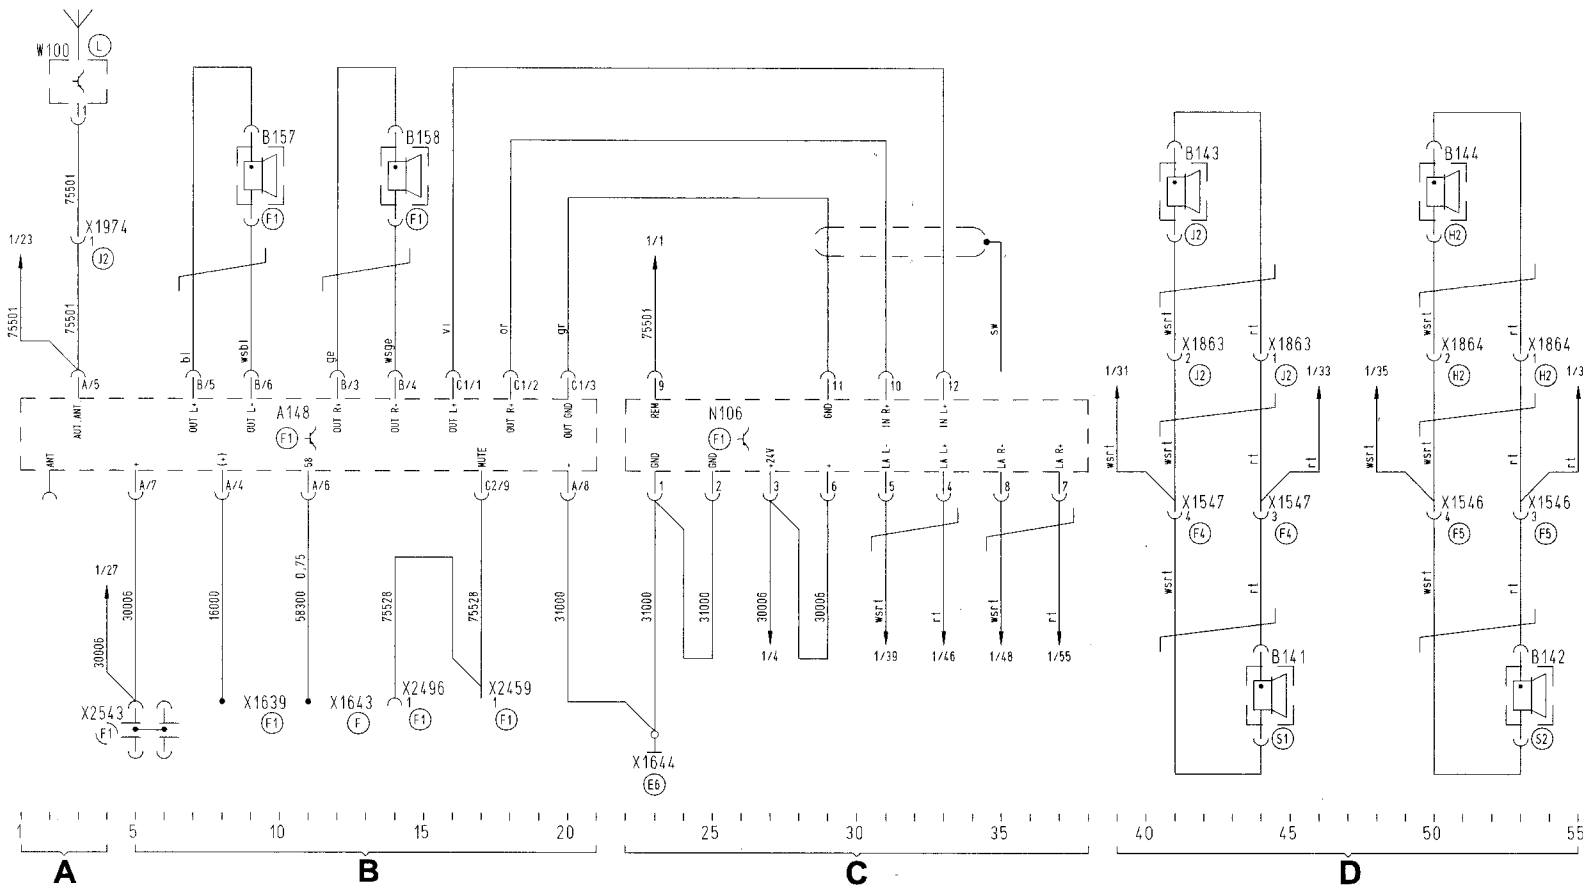 W100 L
1
B157
B158
B143
B144
75501
F1
F1
X1974
1
J2
J2
H2
1/23
1/1
75501
75501
75501
bl
wsbl
ge
wsge
vi
or
gr
sw
wsrt
rt
wsrt
rt
X1863
2
J2
X1863
1
J2
X1864
2
H2
X1864
1
H2
1/31
1/33
1/35
A/5
B/5
B/6
B/3
B/4
C1/1
C1/2
C1/3
9
11
10
12
AUT.ANT
OUT L+
OUT L-
A148
F1
OUT R+
OUT R-
OUT L+
OUT R+
OUT GND
REM
N106
F1
GND
IN R+
IN L+
ANT
+
(+)
58
MUTE
-
GND
GND
+24V
+
LA L-
LA L+
LA R-
LA R+
wsrt
wsrt
rt
rt
wsrt
wsrt
rt
rt
A/7
A/4
A/6
C2/9
A/8
1
2
3
6
5
4
8
7
X1547
4
F4
X1547
3
F4
X1546
4
F5
X1546
3
F5
1/27
30006
30006
16000
58300 0,75
75528
75528
31000
31000
31000
30006
30006
wsrt
rt
wsrt
rt
wsrt
rt
wsrt
rt
1/4
1/39
1/46
1/48
1/55
B141
B142
X2543
F1
X1639
F1
X1643
F
X2496
1
F1
X2459
1
F1
S1
S2
X1644
E6
1 5 10 15 20 25 30 35 40 45 50 55
A B C D